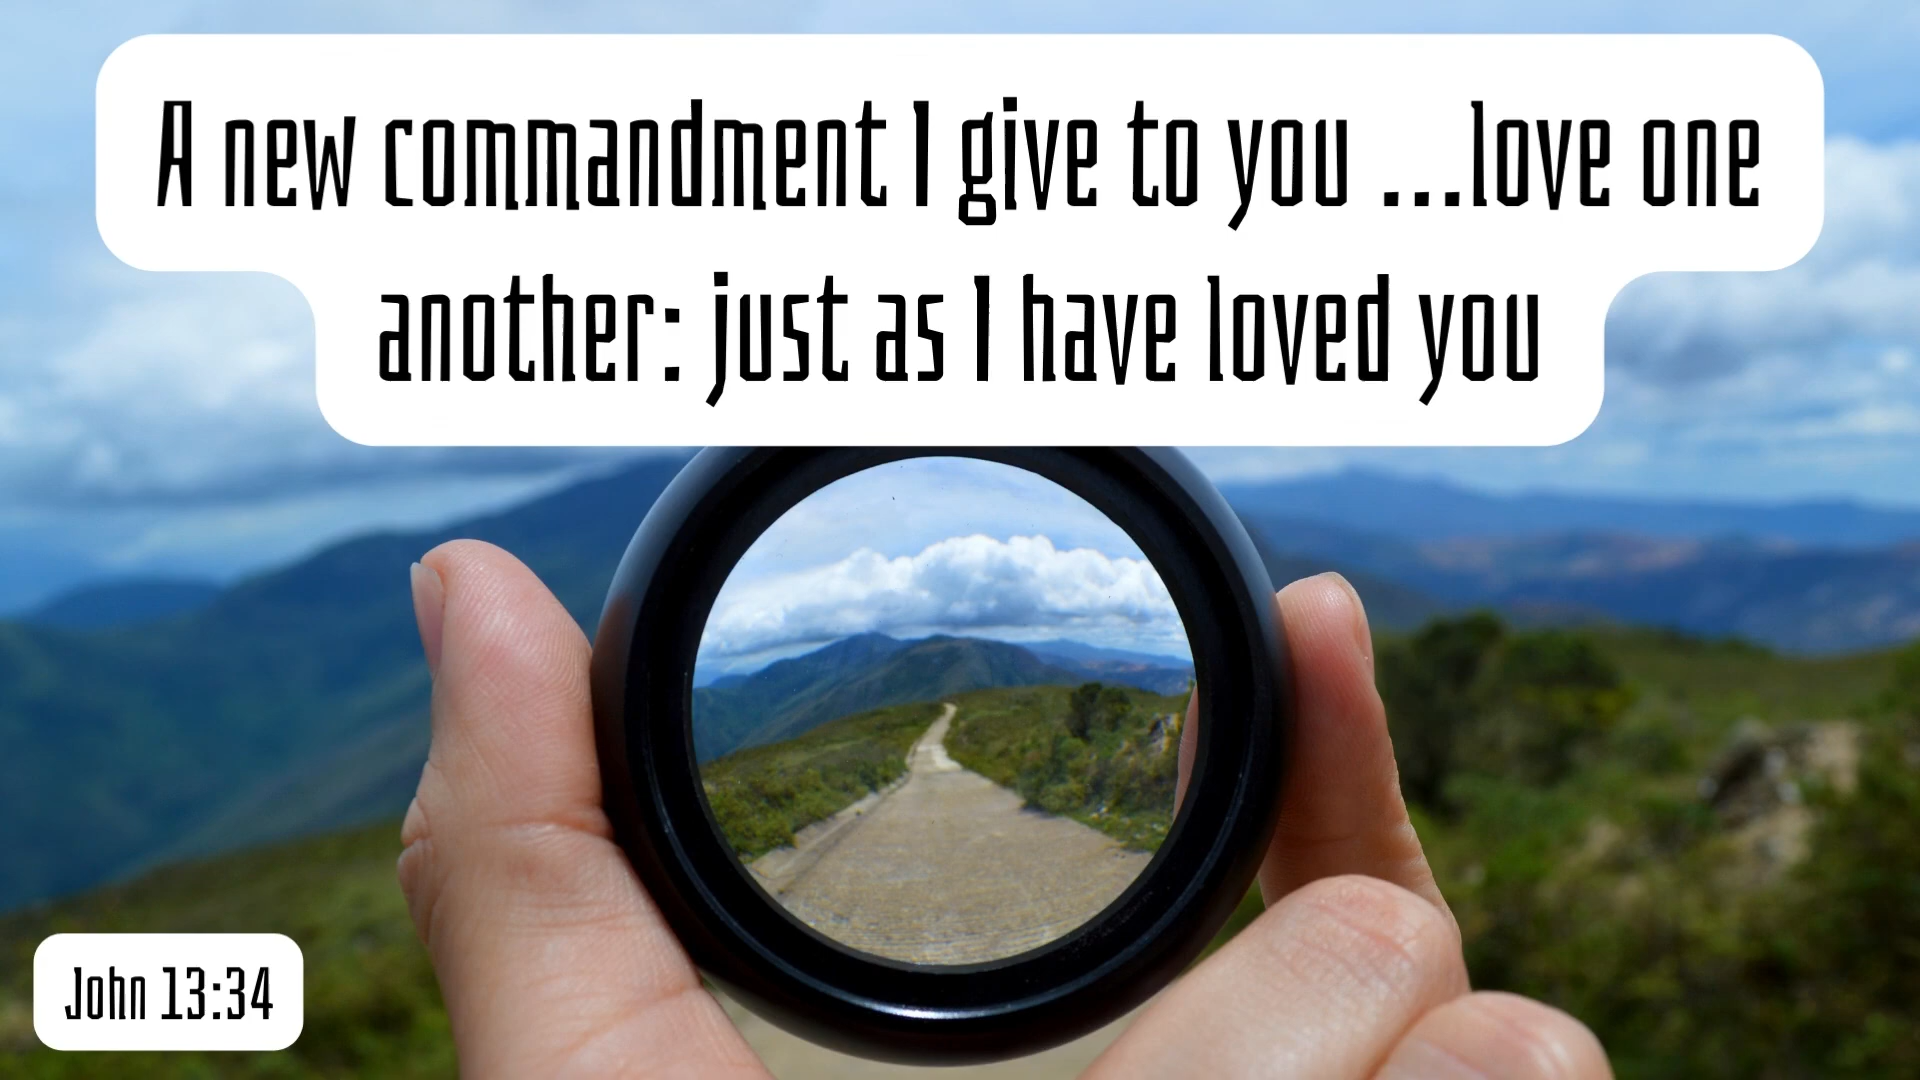 A new commandment I give to you ...love one
another: just as I have loved you
John 13:34